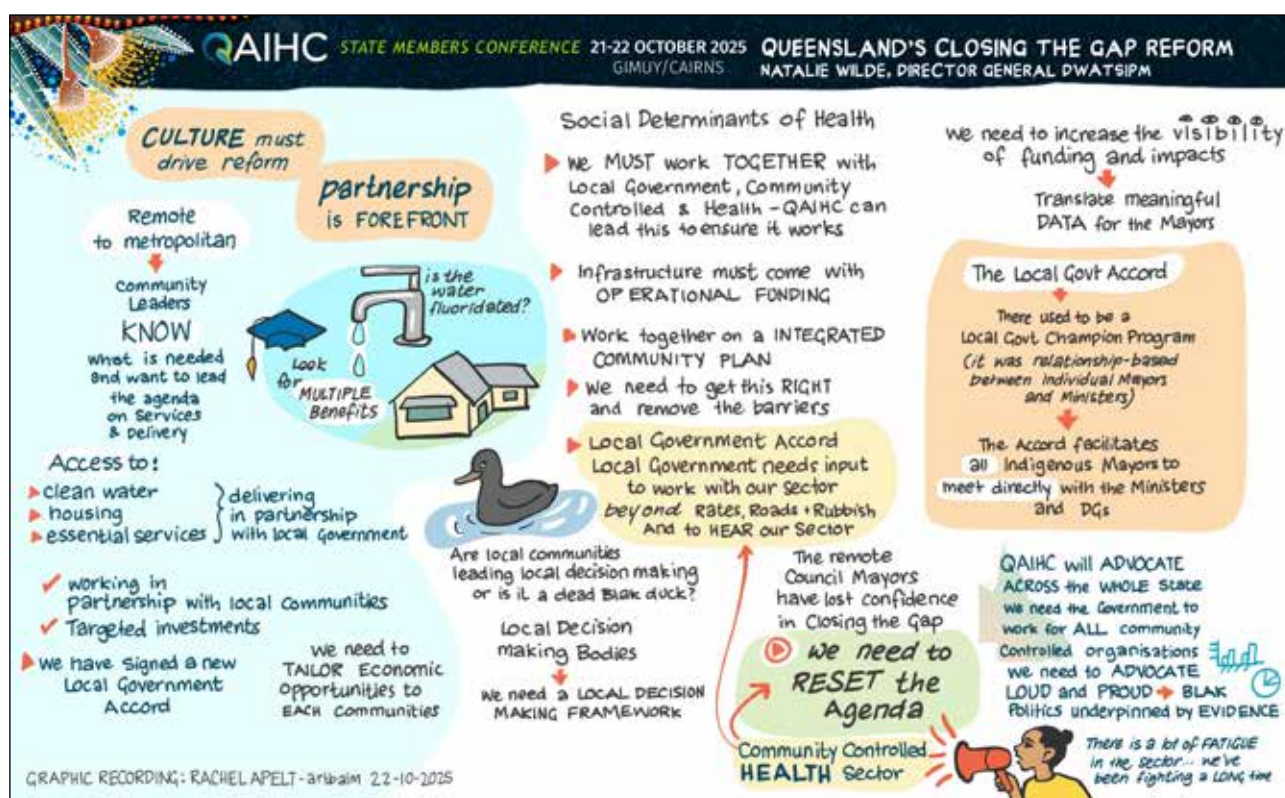 QAIHC STATE MEMBERS CONFERENCE 21-22 OCTOBER 2025
GIMUY/CAIRNS
QUEENSLAND'S CLOSING THE GAP REFORM
NATALIE WILDE, DIRECTOR GENERAL DWATSIPM
CULTURE must
drive reform
partnership
is FOREFRONT
Remote
to metropolitan
Community
Leaders
KNOW
what is needed
and want to lead
the agenda
on Services
& Delivery
is the
water
fluoridated?
Look
for
MULTIPLE
Benefits
Access to:
clean water
housing
essential services
delivering
in partnership
with local Government
working in
partnership with local Communities
Targeted investments
We have signed a new
Local Government
Accord
we need to
TAILOR Economic
Opportunities to
EACH Communities
Social Determinants of Health
We MUST work TOGETHER with
Local Government, Community
Controlled & Health - QAIHC can
lead this to ensure it works
Infrastructure must come with
OPERATIONAL FUNDING
Work together on a INTEGRATED
COMMUNITY PLAN
We need to get this RIGHT
and remove the barriers
Local Government Accord
Local Government needs input
to work with our sector
beyond Rates, Roads + Rubbish
And to HEAR our Sector
Are local communities
leading local decision making
or is it a dead Blak duck?
Local Decision
making Bodies
We need a LOCAL DECISION
MAKING FRAMEWORK
The remote
Council Mayors
have lost confidence
in Closing the Gap
We need to
RESET the
Agenda
Community Controlled
HEALTH Sector
We need to increase the visibility
of funding and impacts
Translate meaningful
DATA for the Mayors
The Local Govt Accord
There used to be a
Local Govt Champion Program
(it was relationship-based
between Individual Mayors
and Ministers)
The Accord facilitates
all Indigenous Mayors to
meet directly with the Ministers
and DGs
QAIHC will ADVOCATE
ACROSS the WHOLE State
We need the Government to
work for ALL community
Controlled organisations
We need to ADVOCATE
LOUD and PROUD BLAK
Politics underpinned by EVIDENCE
There is a lot of FATIGUE
in the sector... we've
been fighting a LONG time
GRAPHIC RECORDING: RACHEL APELT - artbalm 22-10-2025